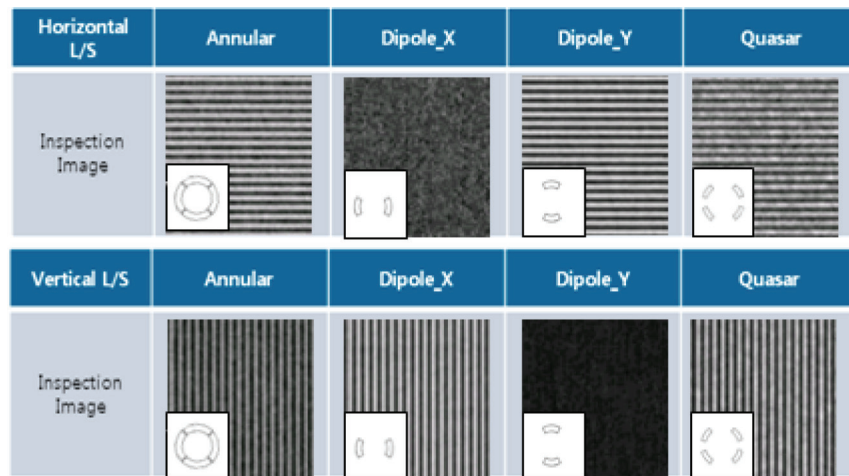 Horizontal
L/S
Annular
Dipole_X
Dipole_Y
Quasar
Inspection
Image
Vertical L/S
Annular
Dipole_X
Dipole_Y
Quasar
Inspection
Image